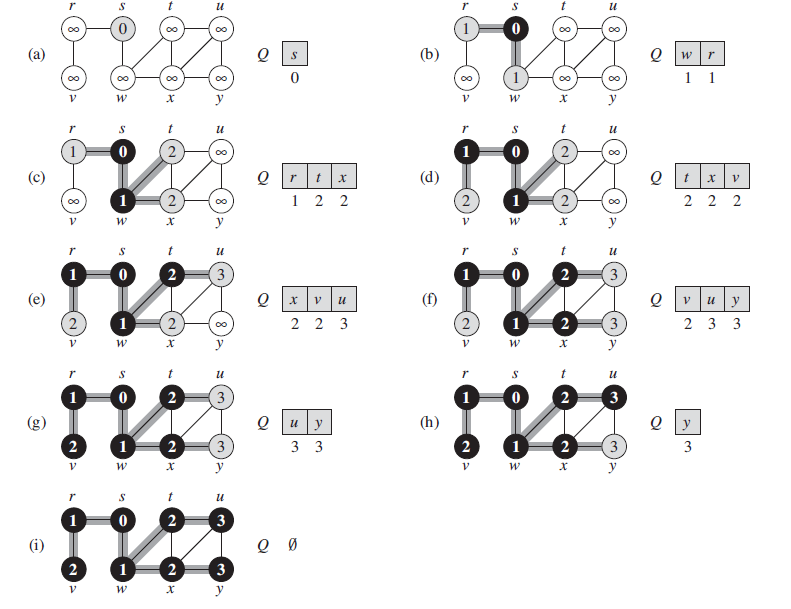 r s t u
∞ 0 ∞ ∞
(a) Q s
0
∞ ∞ ∞ ∞
v w x y
r s t u
1 0 ∞ ∞
(b) Q w r
1 1
∞ 1 ∞ ∞
v w x y
r s t u
1 0 2 ∞
(c) Q r t x
1 2 2
∞ 1 2 ∞
v w x y
r s t u
1 0 2 ∞
(d) Q t x v
2 2 2
2 1 2 ∞
v w x y
r s t u
1 0 2 3
(e) Q x v u
2 2 3
2 1 2 ∞
v w x y
r s t u
1 0 2 3
(f) Q v u y
2 3 3
2 1 2 3
v w x y
r s t u
1 0 2 3
(g) Q u y
3 3
2 1 2 3
v w x y
r s t u
1 0 2 3
(h) Q y
3
2 1 2 3
v w x y
r s t u
1 0 2 3
(i) Q ∅
2 1 2 3
v w x y